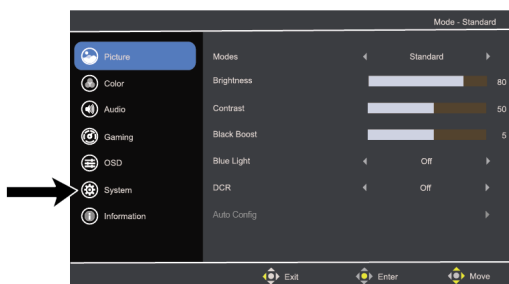 Mode - Standard
Picture
Color
Audio
Gaming
OSD
System
Information
Modes Standard
Brightness 80
Contrast 50
Black Boost 5
Blue Light Off
DCR Off
Auto Config
Exit Enter Move